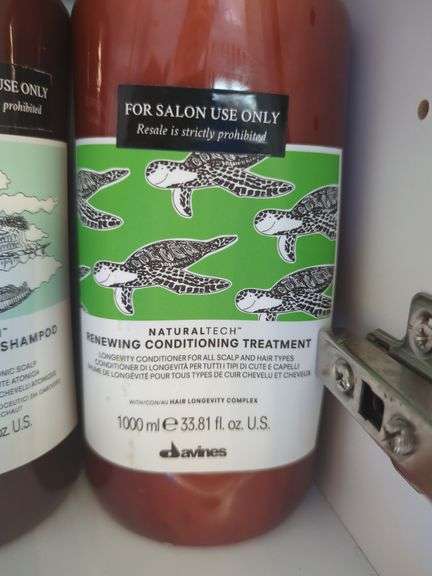 USE ONLY
prohibited
SHAMPOO
oz. U.S.
FOR SALON USE ONLY
Resale is strictly prohibited
NATURALTECH™
RENEWING CONDITIONING TREATMENT
LONGEVITY CONDITIONER FOR ALL SCALP AND HAIR TYPES
CONDITIONER DI LONGEVITÀ PER TUTTI I TIPI DI CUTE E CAPELLI
BAUME DE LONGÉVITÉ POUR TOUS TYPES DE CUIR CHEVELU ET CHEVEUX
WITH/CON/AU HAIR LONGEVITY COMPLEX
1000 ml ℮ 33.81 fl. oz. U.S.
davines